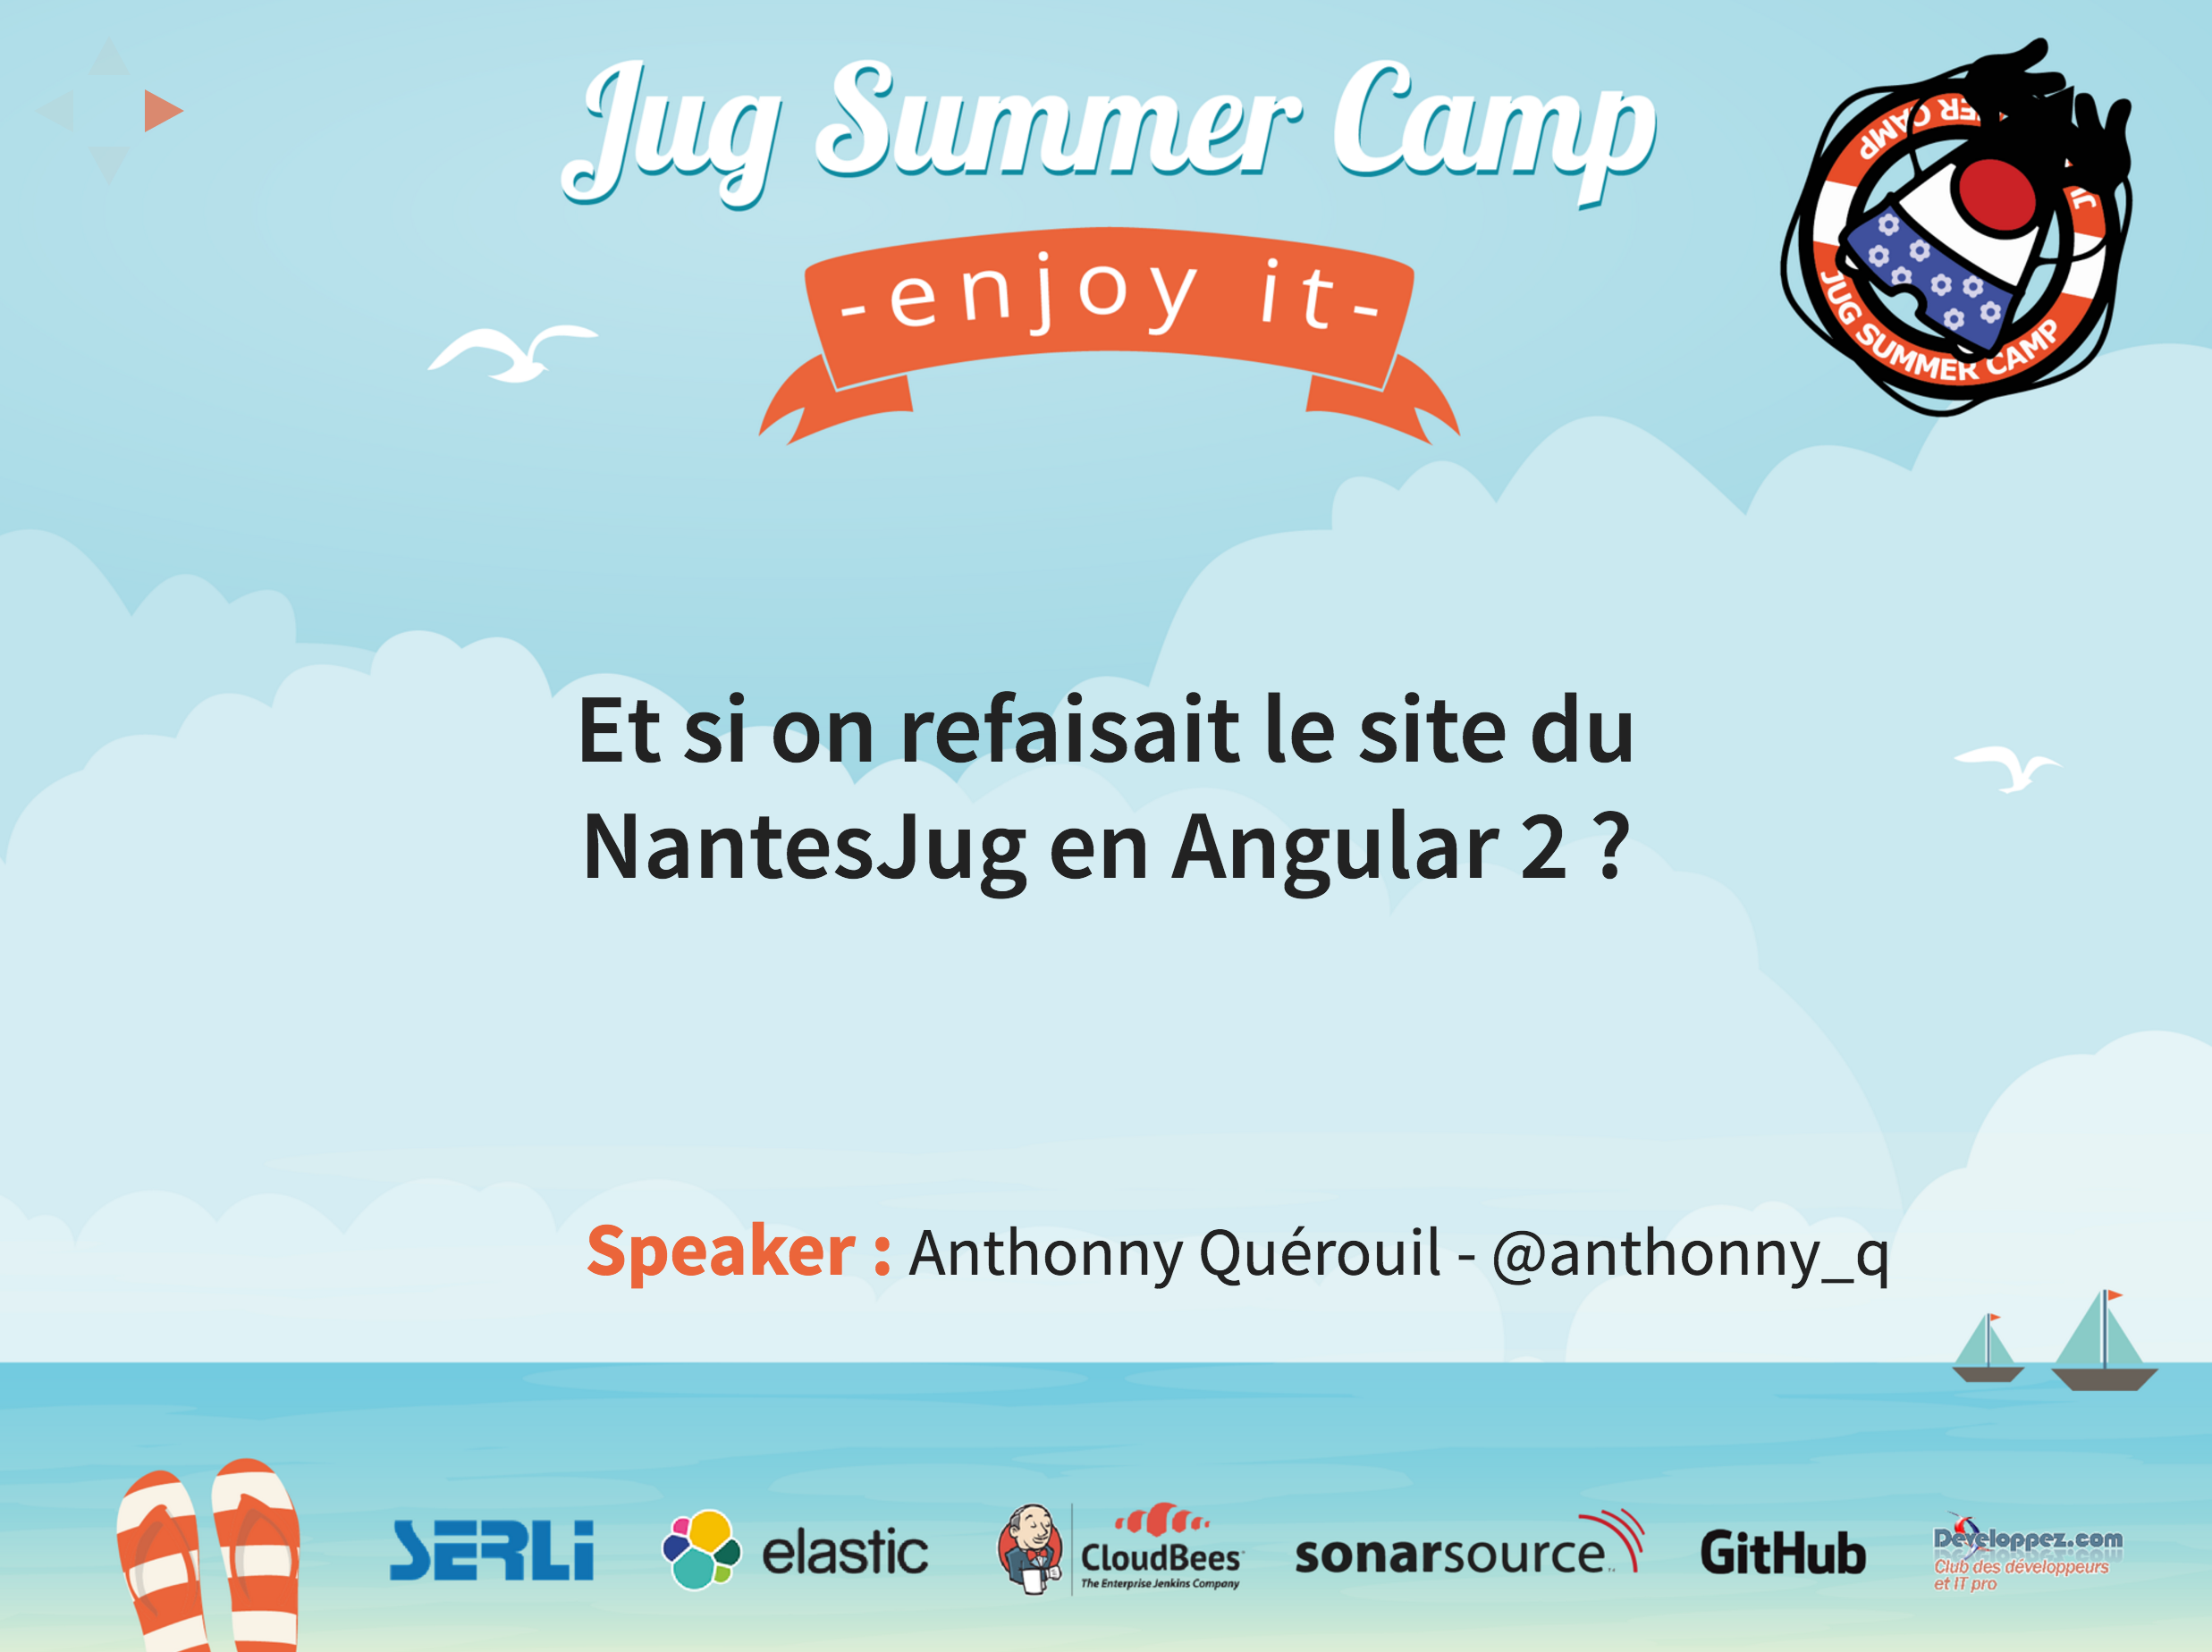 Jug Summer Camp
-enjoy it-
JUG SUMMER CAMP
Et si on refaisait le site du
NantesJug en Angular 2 ?
Speaker : Anthonny Quérouil - @anthonny_q
SERLI
elastic
CloudBees
The Enterprise Jenkins Company
sonarsource
GitHub
Developpez.com
Club des développeurs
et IT pro